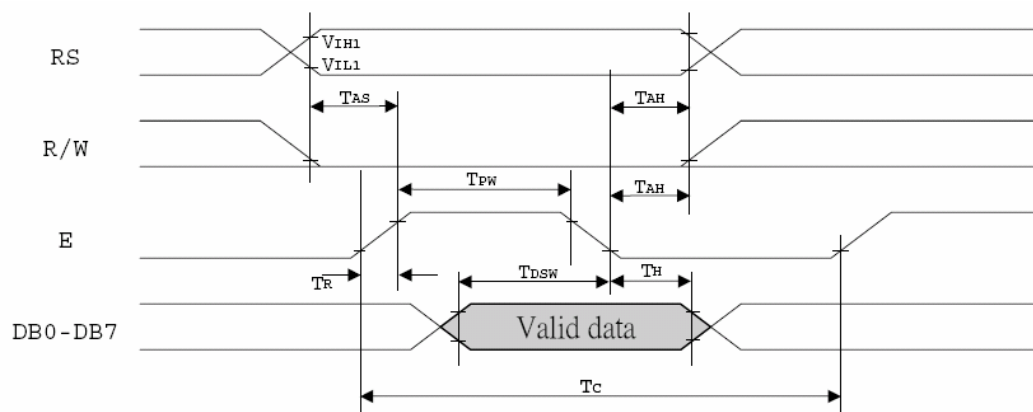 RS
VIH1
VIL1
TAS
TAH
R/W
TPW
TAH
E
TR
TDSW
TH
DB0-DB7
Valid data
TC